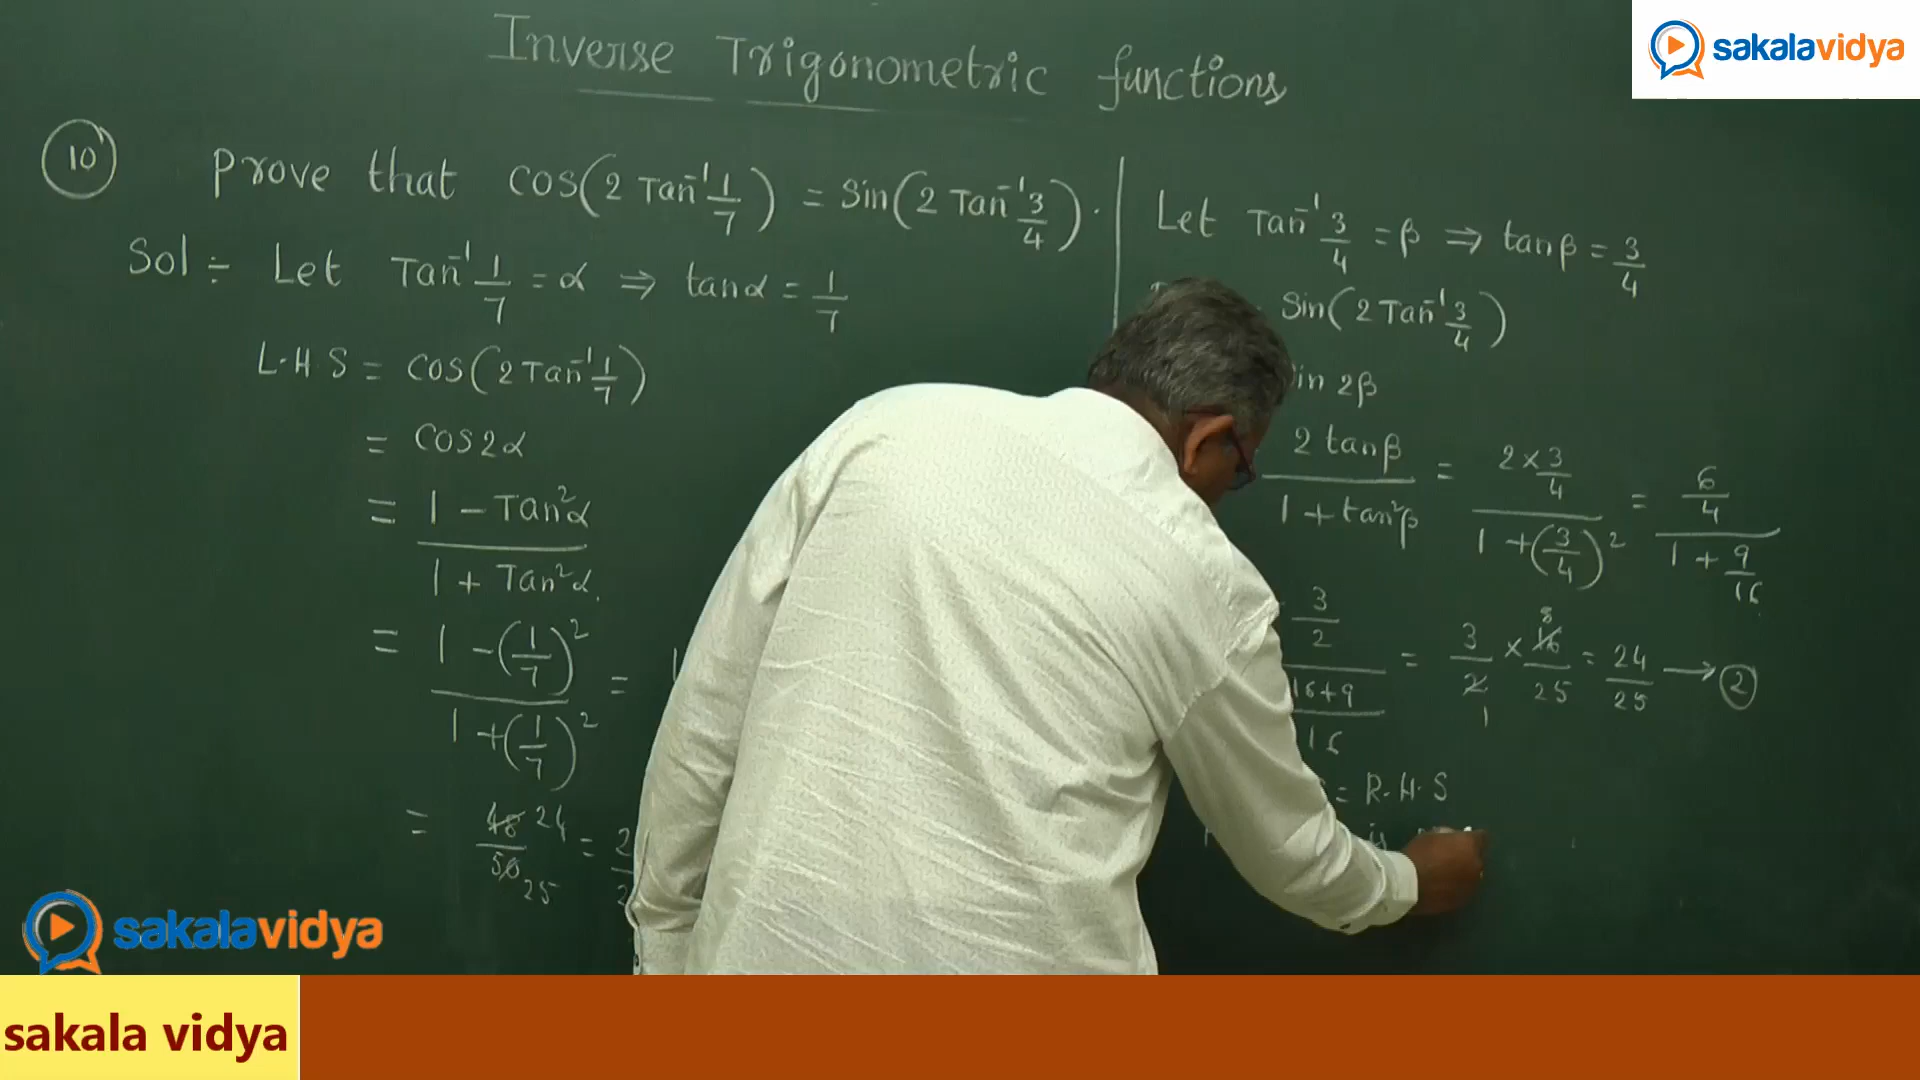 Inverse Trigonometric functions
sakalavidya
10
Prove that cos(2 Tan⁻¹ 1/7) = Sin(2 Tan⁻¹ 3/4).
Sol :- Let Tan⁻¹ 1/7 = α ⇒ tanα = 1/7
L.H.S = cos(2 Tan⁻¹ 1/7)
= cos2α
= (1 - Tan²α)/(1 + Tan²α).
= (1 - (1/7)²)/(1 + (1/7)²) =
= 48/50 24/25 =
Let Tan⁻¹ 3/4 = β ⇒ tanβ = 3/4
Sin(2 Tan⁻¹ 3/4)
in 2β
2 tanβ/(1 + tan²β) = (2 × 3/4)/(1 + (3/4)²) = (6/4)/(1 + 9/16)
(3/2)/((16+9)/16) = 3/2 1 × 16 8/25 = 24/25 → 2
= R.H.S
is
sakalavidya
sakala vidya